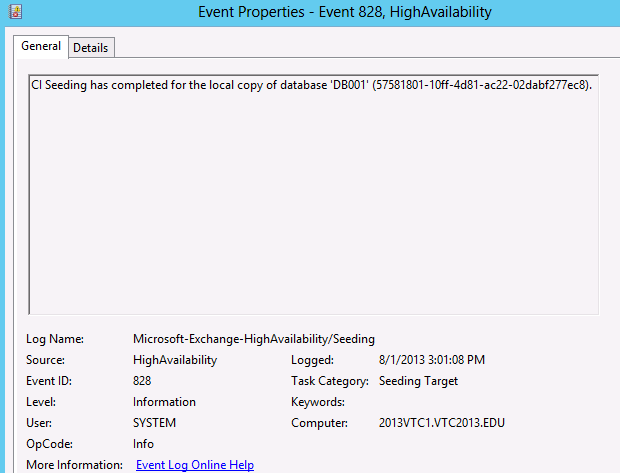 Event Properties - Event 828, HighAvailability
General Details
CI Seeding has completed for the local copy of database 'DB001' (57581801-10ff-4d81-ac22-02dabf277ec8).
Log Name: Microsoft-Exchange-HighAvailability/Seeding
Source: HighAvailability Logged: 8/1/2013 3:01:08 PM
Event ID: 828 Task Category: Seeding Target
Level: Information Keywords:
User: SYSTEM Computer: 2013VTC1.VTC2013.EDU
OpCode: Info
More Information: Event Log Online Help